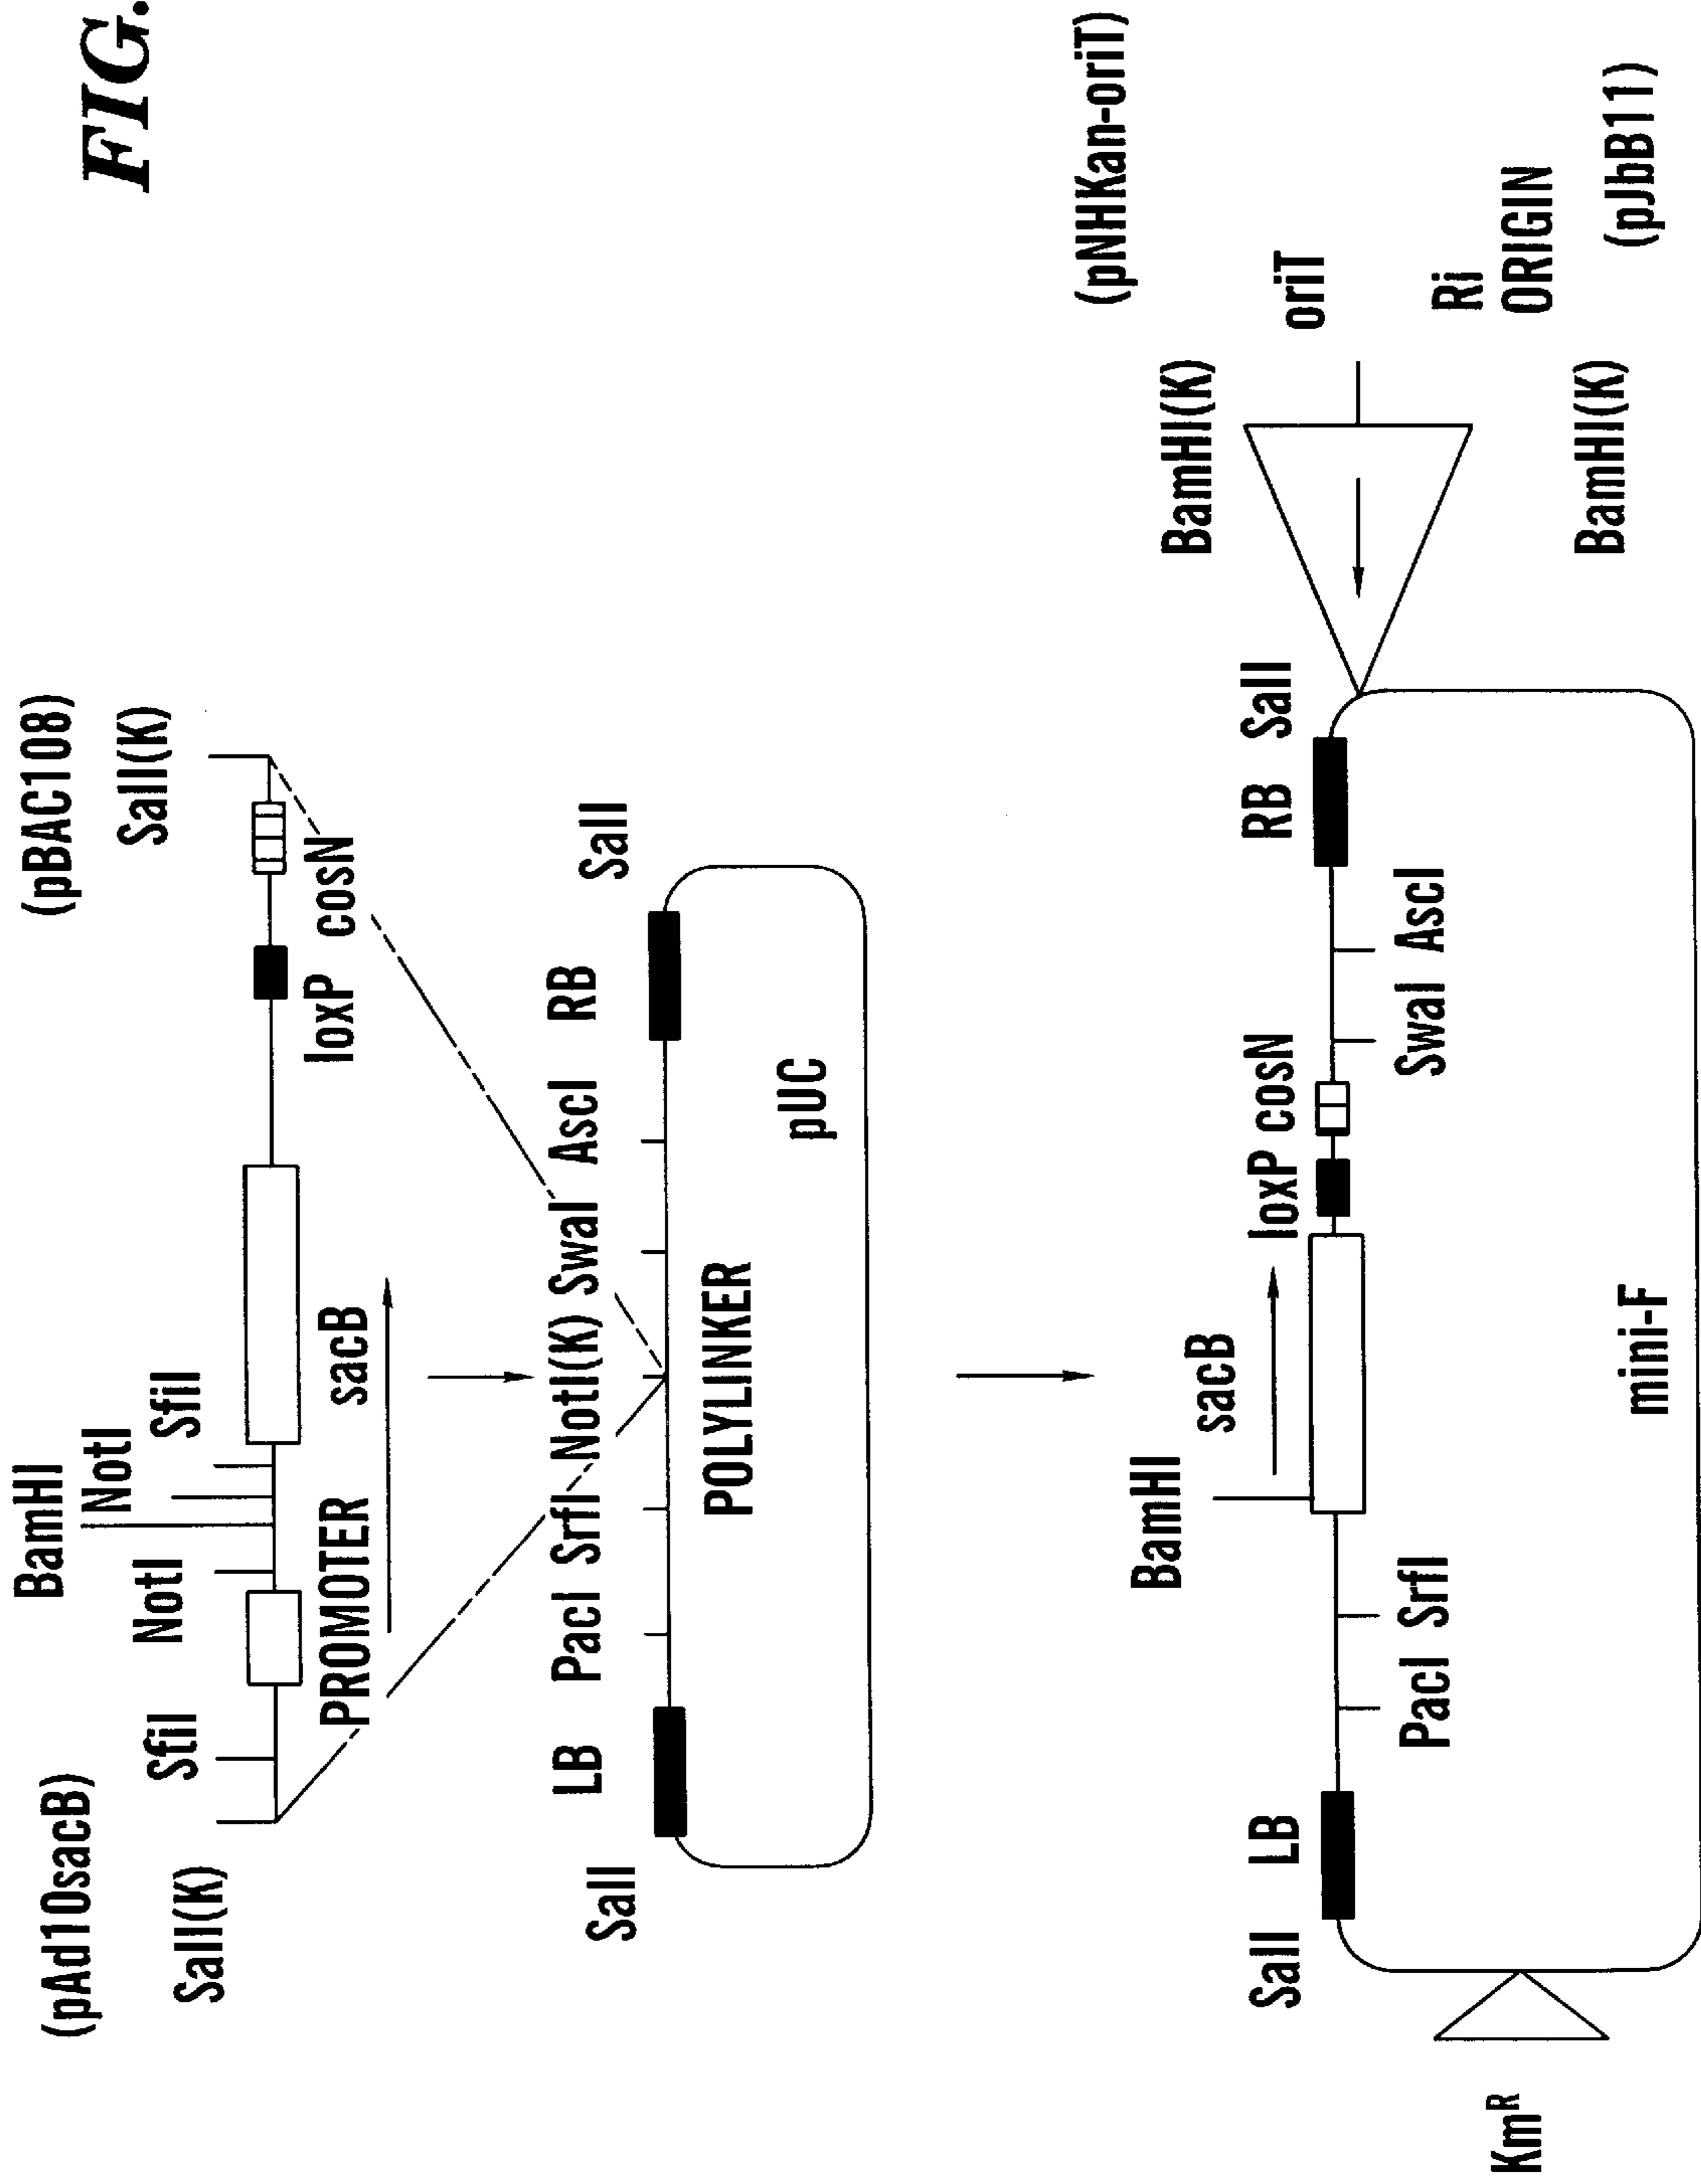 FIG.
(pAd10sacB)
(pBAC108)
BamHI
SalI(K)
SfiI
NotI
NotI
SfiI
SalI(K)
PROMOTER
sacB
loxP
cosN
SalI
LB
PacI
SrfI
NotI(K)
SwaI
AscI
RB
SalI
POLYLINKER
pUC
(pNHKan-oriT)
BamHI
sacB
BamHI(K)
SalI
LB
loxP
cosN
RB
SalI
oriT
PacI
SrfI
SwaI
AscI
Ri
ORIGIN
Km^R
mini-F
BamHI(K)
(pJbB11)